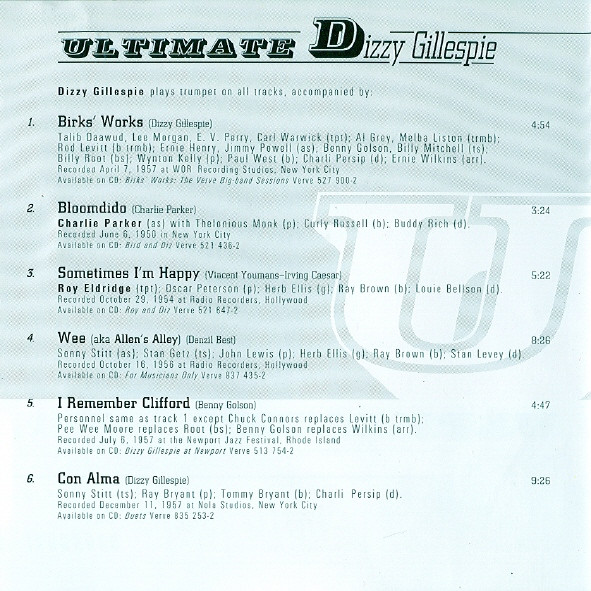 ULTIMATE Dizzy Gillespie
Dizzy Gillespie plays trumpet on all tracks, accompanied by:
1. Birks' Works (Dizzy Gillespie) 4:54
Talib Daawud, Lee Morgan, E. V. Perry, Carl Warwick (tpt); Al Grey, Melba Liston (trmb);
Rod Levitt (b trmb); Ernie Henry, Jimmy Powell (as); Benny Golson, Billy Mitchell (ts);
Billy Root (bs); Wynton Kelly (p); Paul West (b); Charli Persip (d); Ernie Wilkins (arr).
Recorded April 7, 1957 at WOR Recording Studios, New York City
Available on CD: Birks' Works: The Verve Big-band Sessions Verve 527 900-2
2. Bloomdido (Charlie Parker) 3:24
Charlie Parker (as) with Thelonious Monk (p); Curly Russell (b); Buddy Rich (d).
Recorded June 6, 1950 in New York City
Available on CD: Bird and Diz Verve 521 436-2
3. Sometimes I'm Happy (Vincent Youmans-Irving Caesar) 5:22
Roy Eldridge (tpt); Oscar Peterson (p); Herb Ellis (g); Ray Brown (b); Louie Bellson (d).
Recorded October 29, 1954 at Radio Recorders, Hollywood
Available on CD: Roy and Diz Verve 521 647-2
4. Wee (aka Allen's Alley) (Denzil Best) 8:26
Sonny Stitt (as); Stan Getz (ts); John Lewis (p); Herb Ellis (g); Ray Brown (b); Stan Levey (d)
Recorded October 16, 1956 at Radio Recorders, Hollywood
Available on CD: For Musicians Only Verve 837 435-2
5. I Remember Clifford (Benny Golson) 4:47
Personnel same as track 1 except Chuck Connors replaces Levitt (b trmb);
Pee Wee Moore replaces Root (bs); Benny Golson replaces Wilkins (arr).
Recorded July 6, 1957 at the Newport Jazz Festival, Rhode Island
Available on CD: Dizzy Gillespie at Newport Verve 513 754-2
6. Con Alma (Dizzy Gillespie) 9:26
Sonny Stitt (ts); Ray Bryant (p); Tommy Bryant (b); Charli Persip (d).
Recorded December 11, 1957 at Nola Studios, New York City
Available on CD: Duets Verve 835 253-2
U